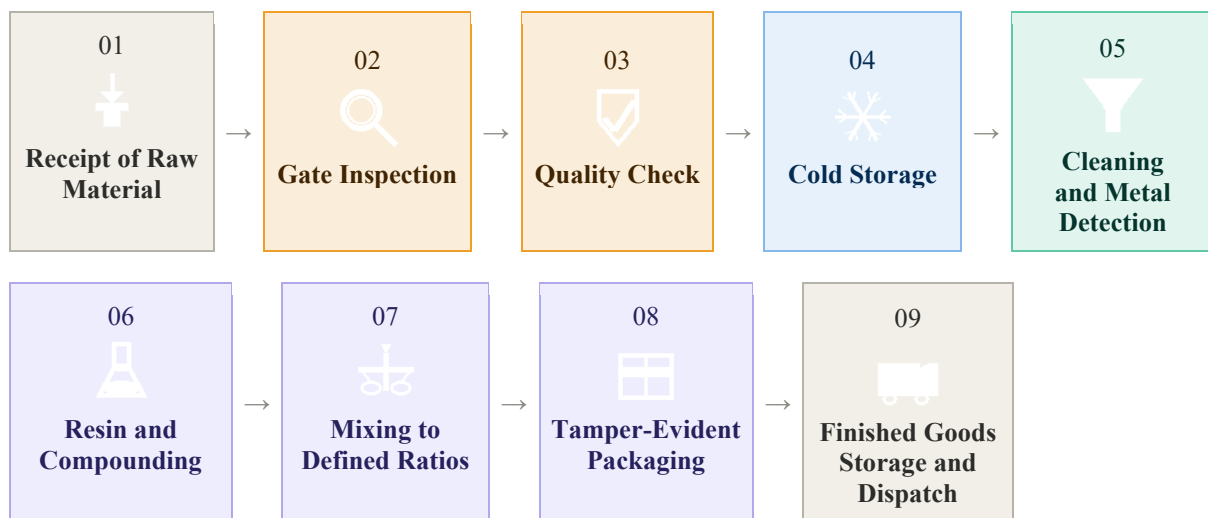 01
Receipt of Raw
Material
→
02
Gate Inspection
→
03
Quality Check
→
04
Cold Storage
→
05
Cleaning
and Metal
Detection
06
Resin and
Compounding
→
07
Mixing to
Defined Ratios
→
08
Tamper-Evident
Packaging
→
09
Finished Goods
Storage and
Dispatch